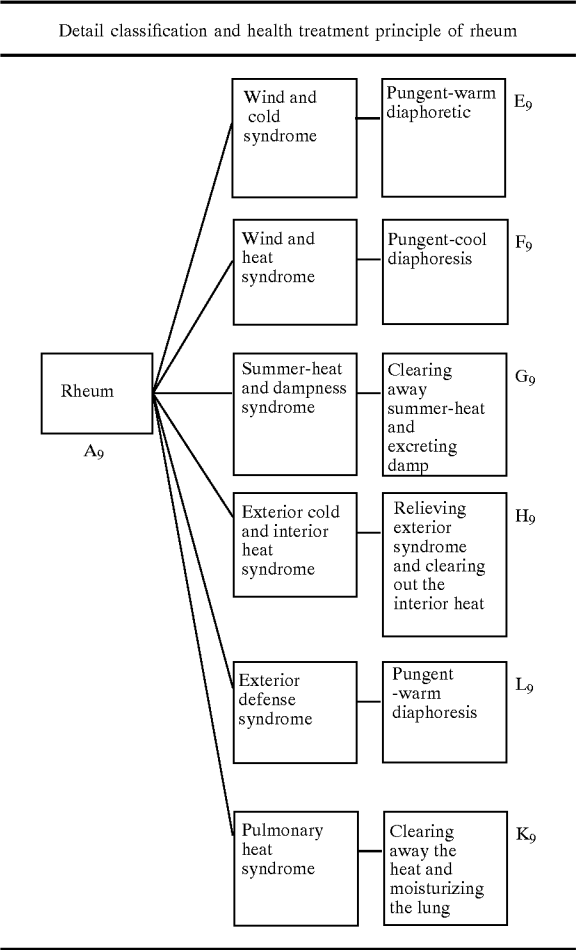 Detail classification and health treatment principle of rheum
Wind and
cold
syndrome
Pungent-warm
diaphoretic
E9
Wind and
heat
syndrome
Pungent-cool
diaphoresis
F9
Rheum
A9
Summer-heat
and dampness
syndrome
Clearing
away
summer-heat
and
excreting
damp
G9
Exterior cold
and interior
heat
syndrome
Relieving
exterior
syndrome
and clearing
out the
interior heat
H9
Exterior
defense
syndrome
Pungent
-warm
diaphoresis
L9
Pulmonary
heat
syndrome
Clearing
away the
heat and
moisturizing
the lung
K9